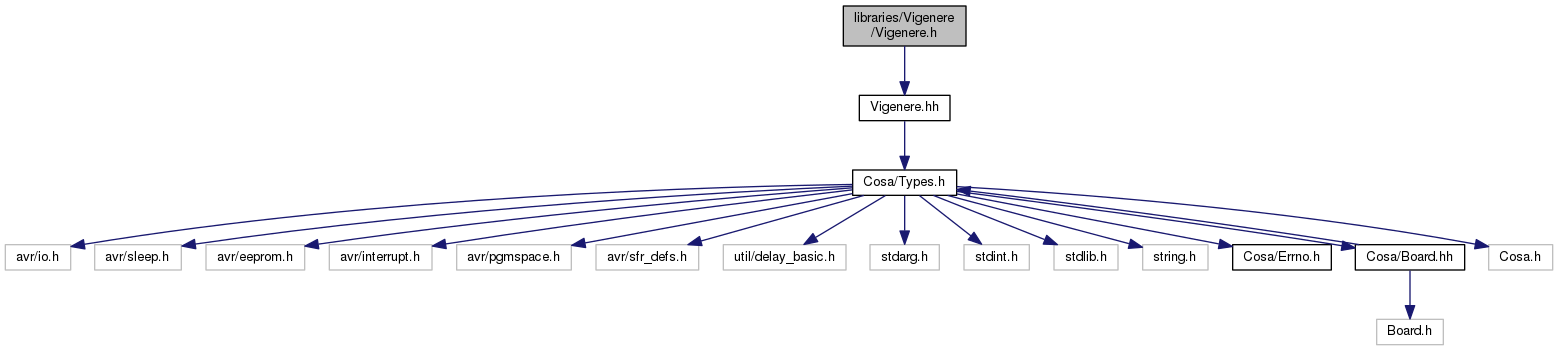 libraries/Vigenere
/Vigenere.h
Vigenere.hh
Cosa/Types.h
avr/io.h
avr/sleep.h
avr/eeprom.h
avr/interrupt.h
avr/pgmspace.h
avr/sfr_defs.h
util/delay_basic.h
stdarg.h
stdint.h
stdlib.h
string.h
Cosa/Errno.h
Cosa/Board.hh
Cosa.h
Board.h